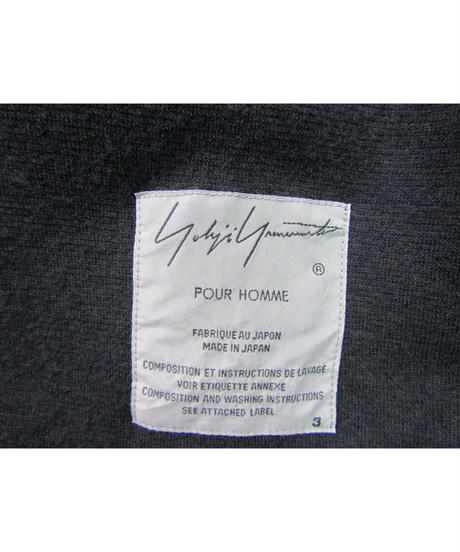 Yohji Yamamoto
®
POUR HOMME
FABRIQUE AU JAPON
MADE IN JAPAN
COMPOSITION ET INSTRUCTIONS DE LAVAGE
VOIR ETIQUETTE ANNEXE
COMPOSITION AND WASHING INSTRUCTIONS
SEE ATTACHED LABEL
3